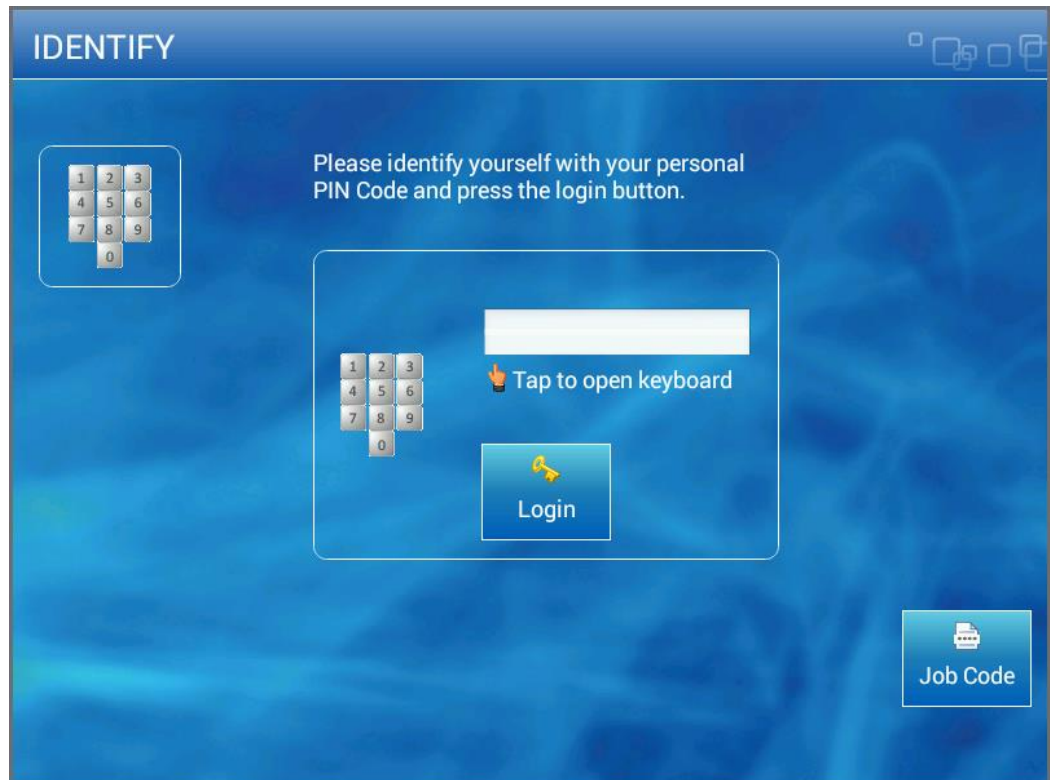 IDENTIFY
1 2 3
4 5 6
7 8 9
0
Please identify yourself with your personal
PIN Code and press the login button.
1 2 3
4 5 6
7 8 9
0
Tap to open keyboard
Login
Job Code